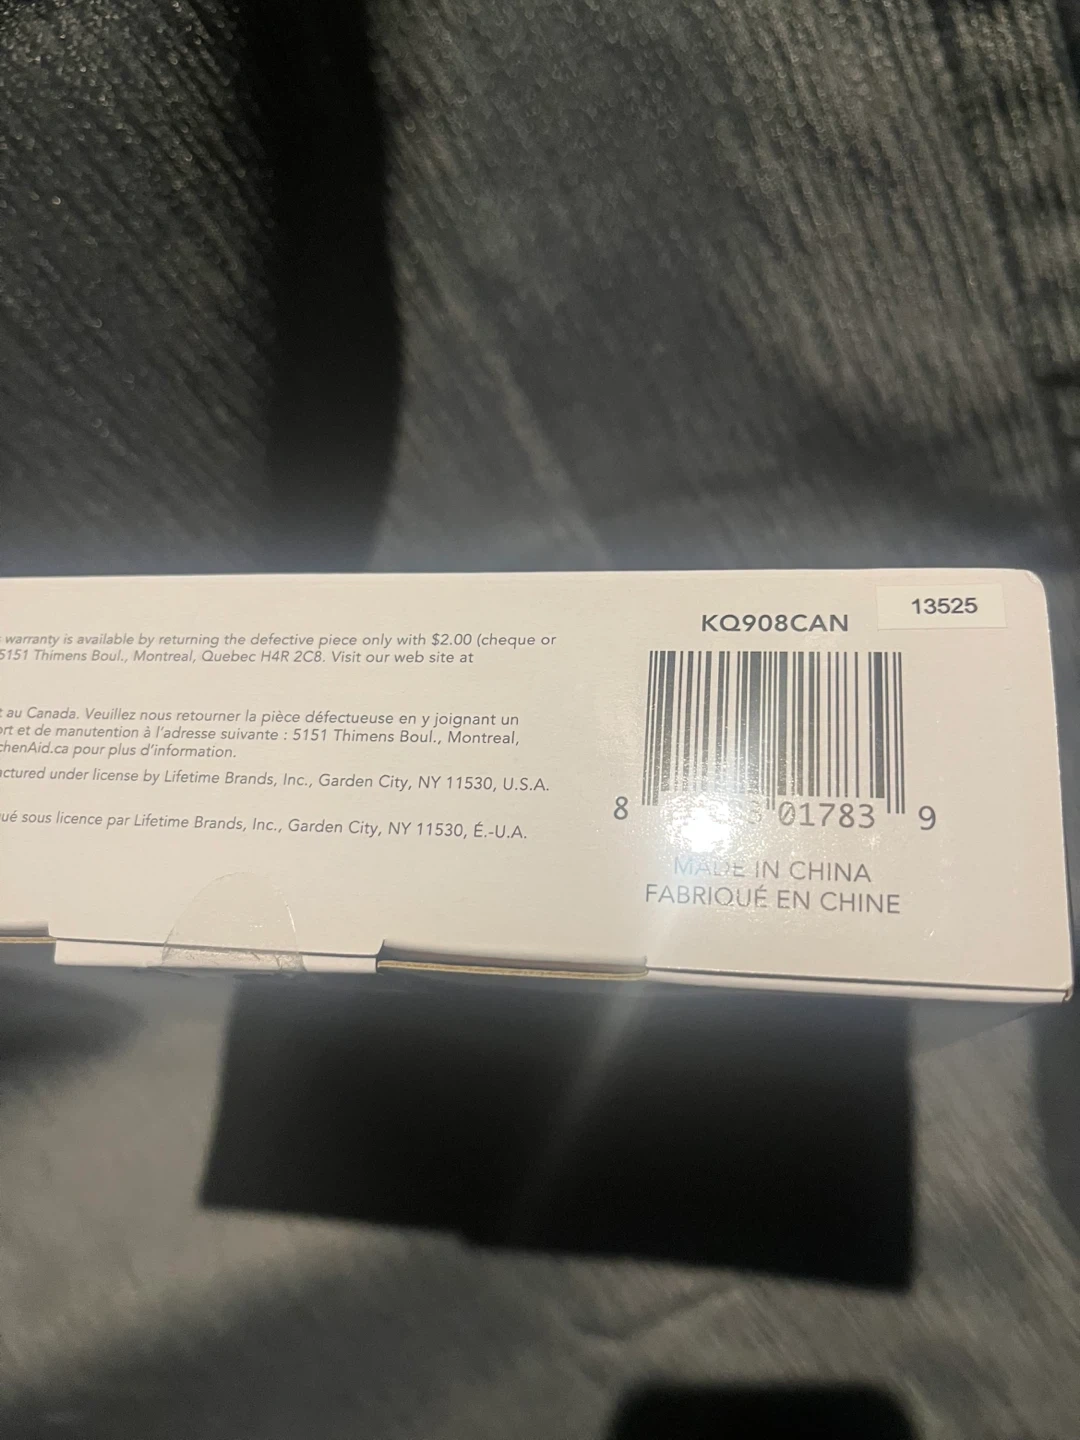 warranty is available by returning the defective piece only with $2.00 (cheque or
5151 Thimens Boul., Montreal, Quebec H4R 2C8. Visit our web site at
au Canada. Veuillez nous retourner la pièce défectueuse en y joignant un
ort et de manutention à l'adresse suivante : 5151 Thimens Boul., Montreal,
chenAid.ca pour plus d'information.
actured under license by Lifetime Brands, Inc., Garden City, NY 11530, U.S.A.
ué sous licence par Lifetime Brands, Inc., Garden City, NY 11530, É.-U.A.
KQ908CAN
13525
8 01783 9
MADE IN CHINA
FABRIQUÉ EN CHINE